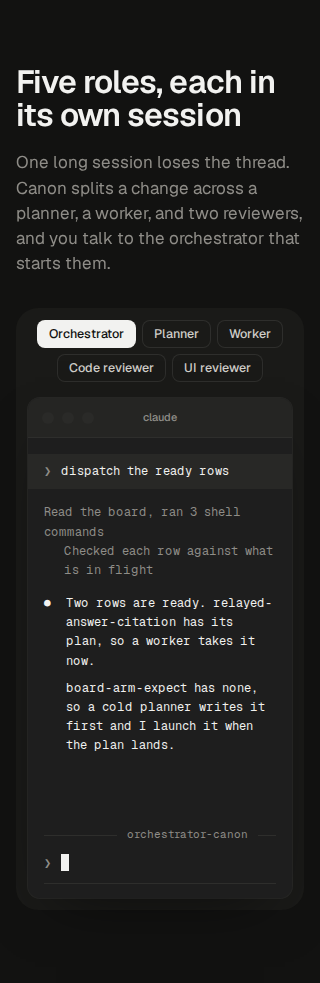 Five roles, each in
its own session
One long session loses the thread.
Canon splits a change across a
planner, a worker, and two reviewers,
and you talk to the orchestrator that
starts them.
Orchestrator Planner Worker
Code reviewer UI reviewer
claude
❯ dispatch the ready rows
Read the board, ran 3 shell
commands
Checked each row against what
is in flight
● Two rows are ready. relayed-
answer-citation has its
plan, so a worker takes it
now.
board-arm-expect has none,
so a cold planner writes it
first and I launch it when
the plan lands.
orchestrator-canon
❯